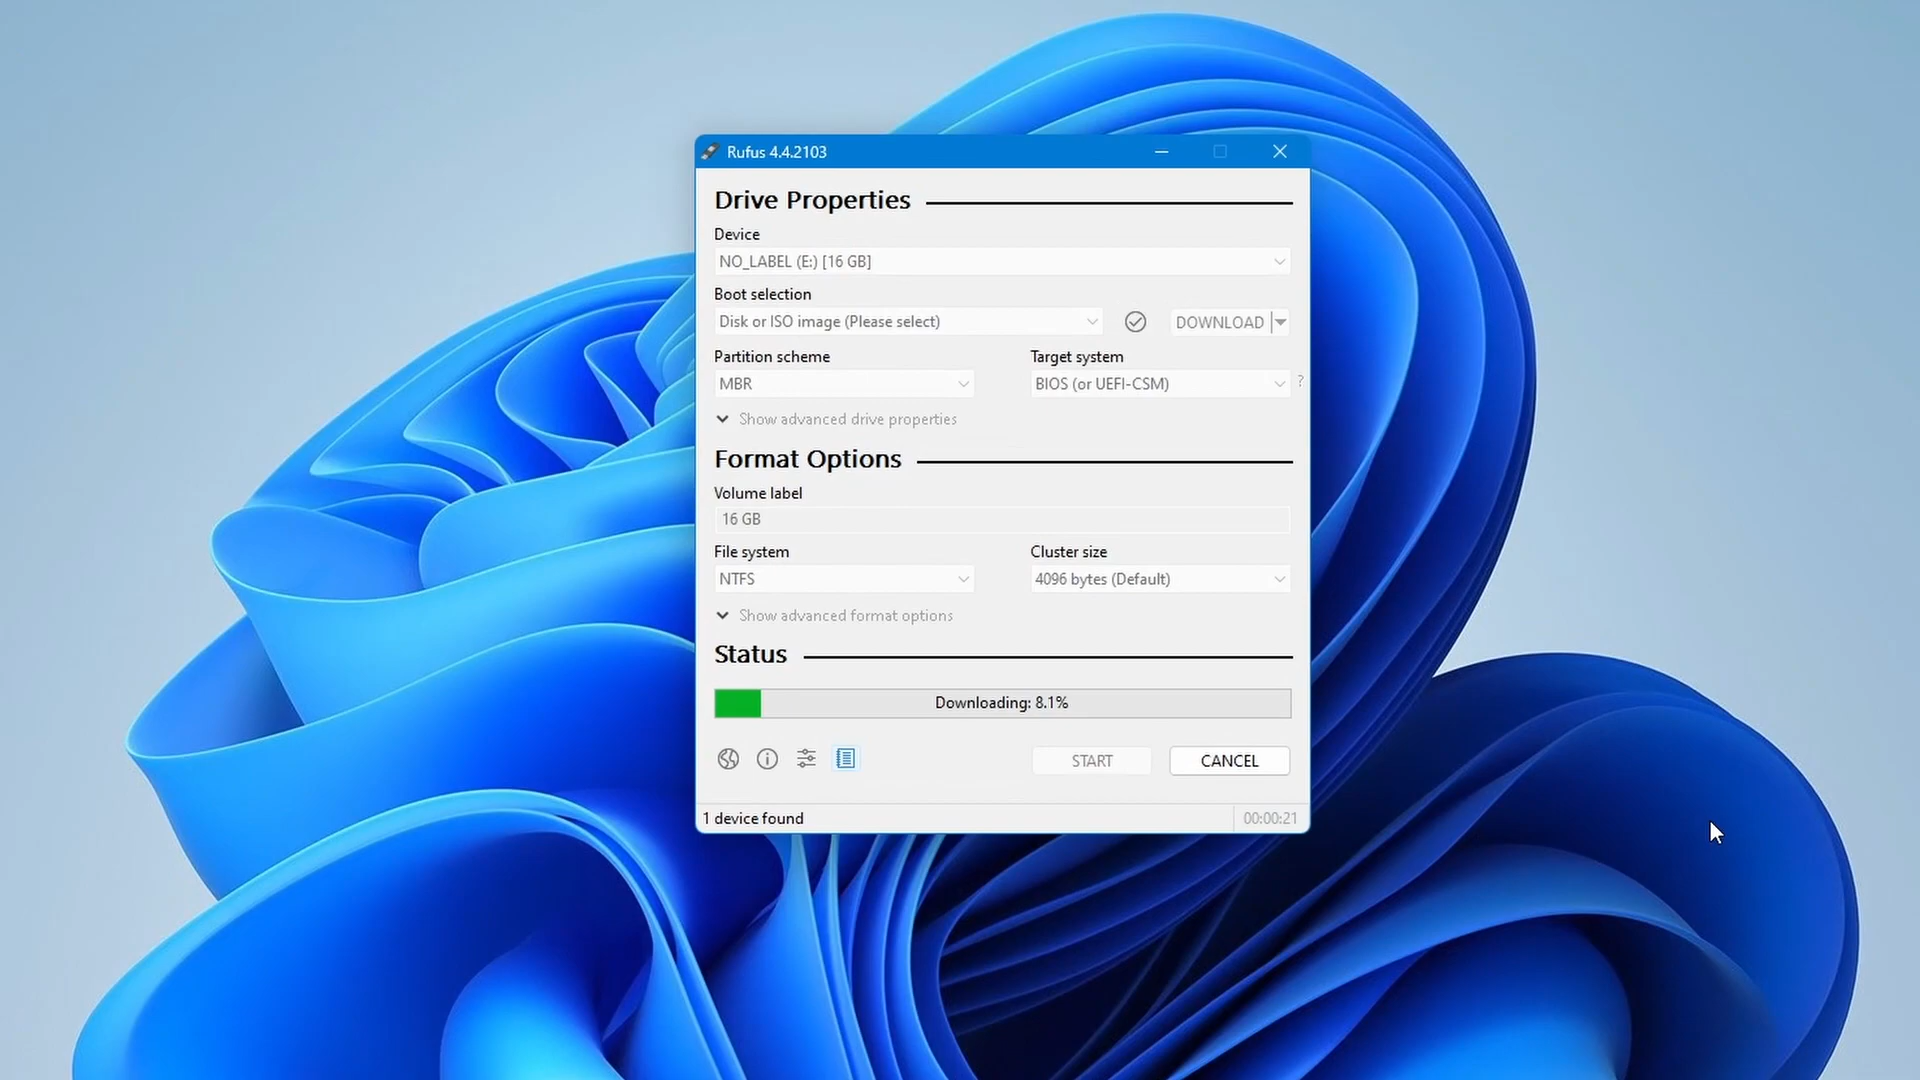 Rufus 4.4.2103
Drive Properties
Device
NO_LABEL (E:) [16 GB]
Boot selection
Disk or ISO image (Please select)
DOWNLOAD
Partition scheme
Target system
MBR
BIOS (or UEFI-CSM)
?
Show advanced drive properties
Format Options
Volume label
16 GB
File system
Cluster size
NTFS
4096 bytes (Default)
Show advanced format options
Status
Downloading: 8.1%
START
CANCEL
1 device found
00:00:21